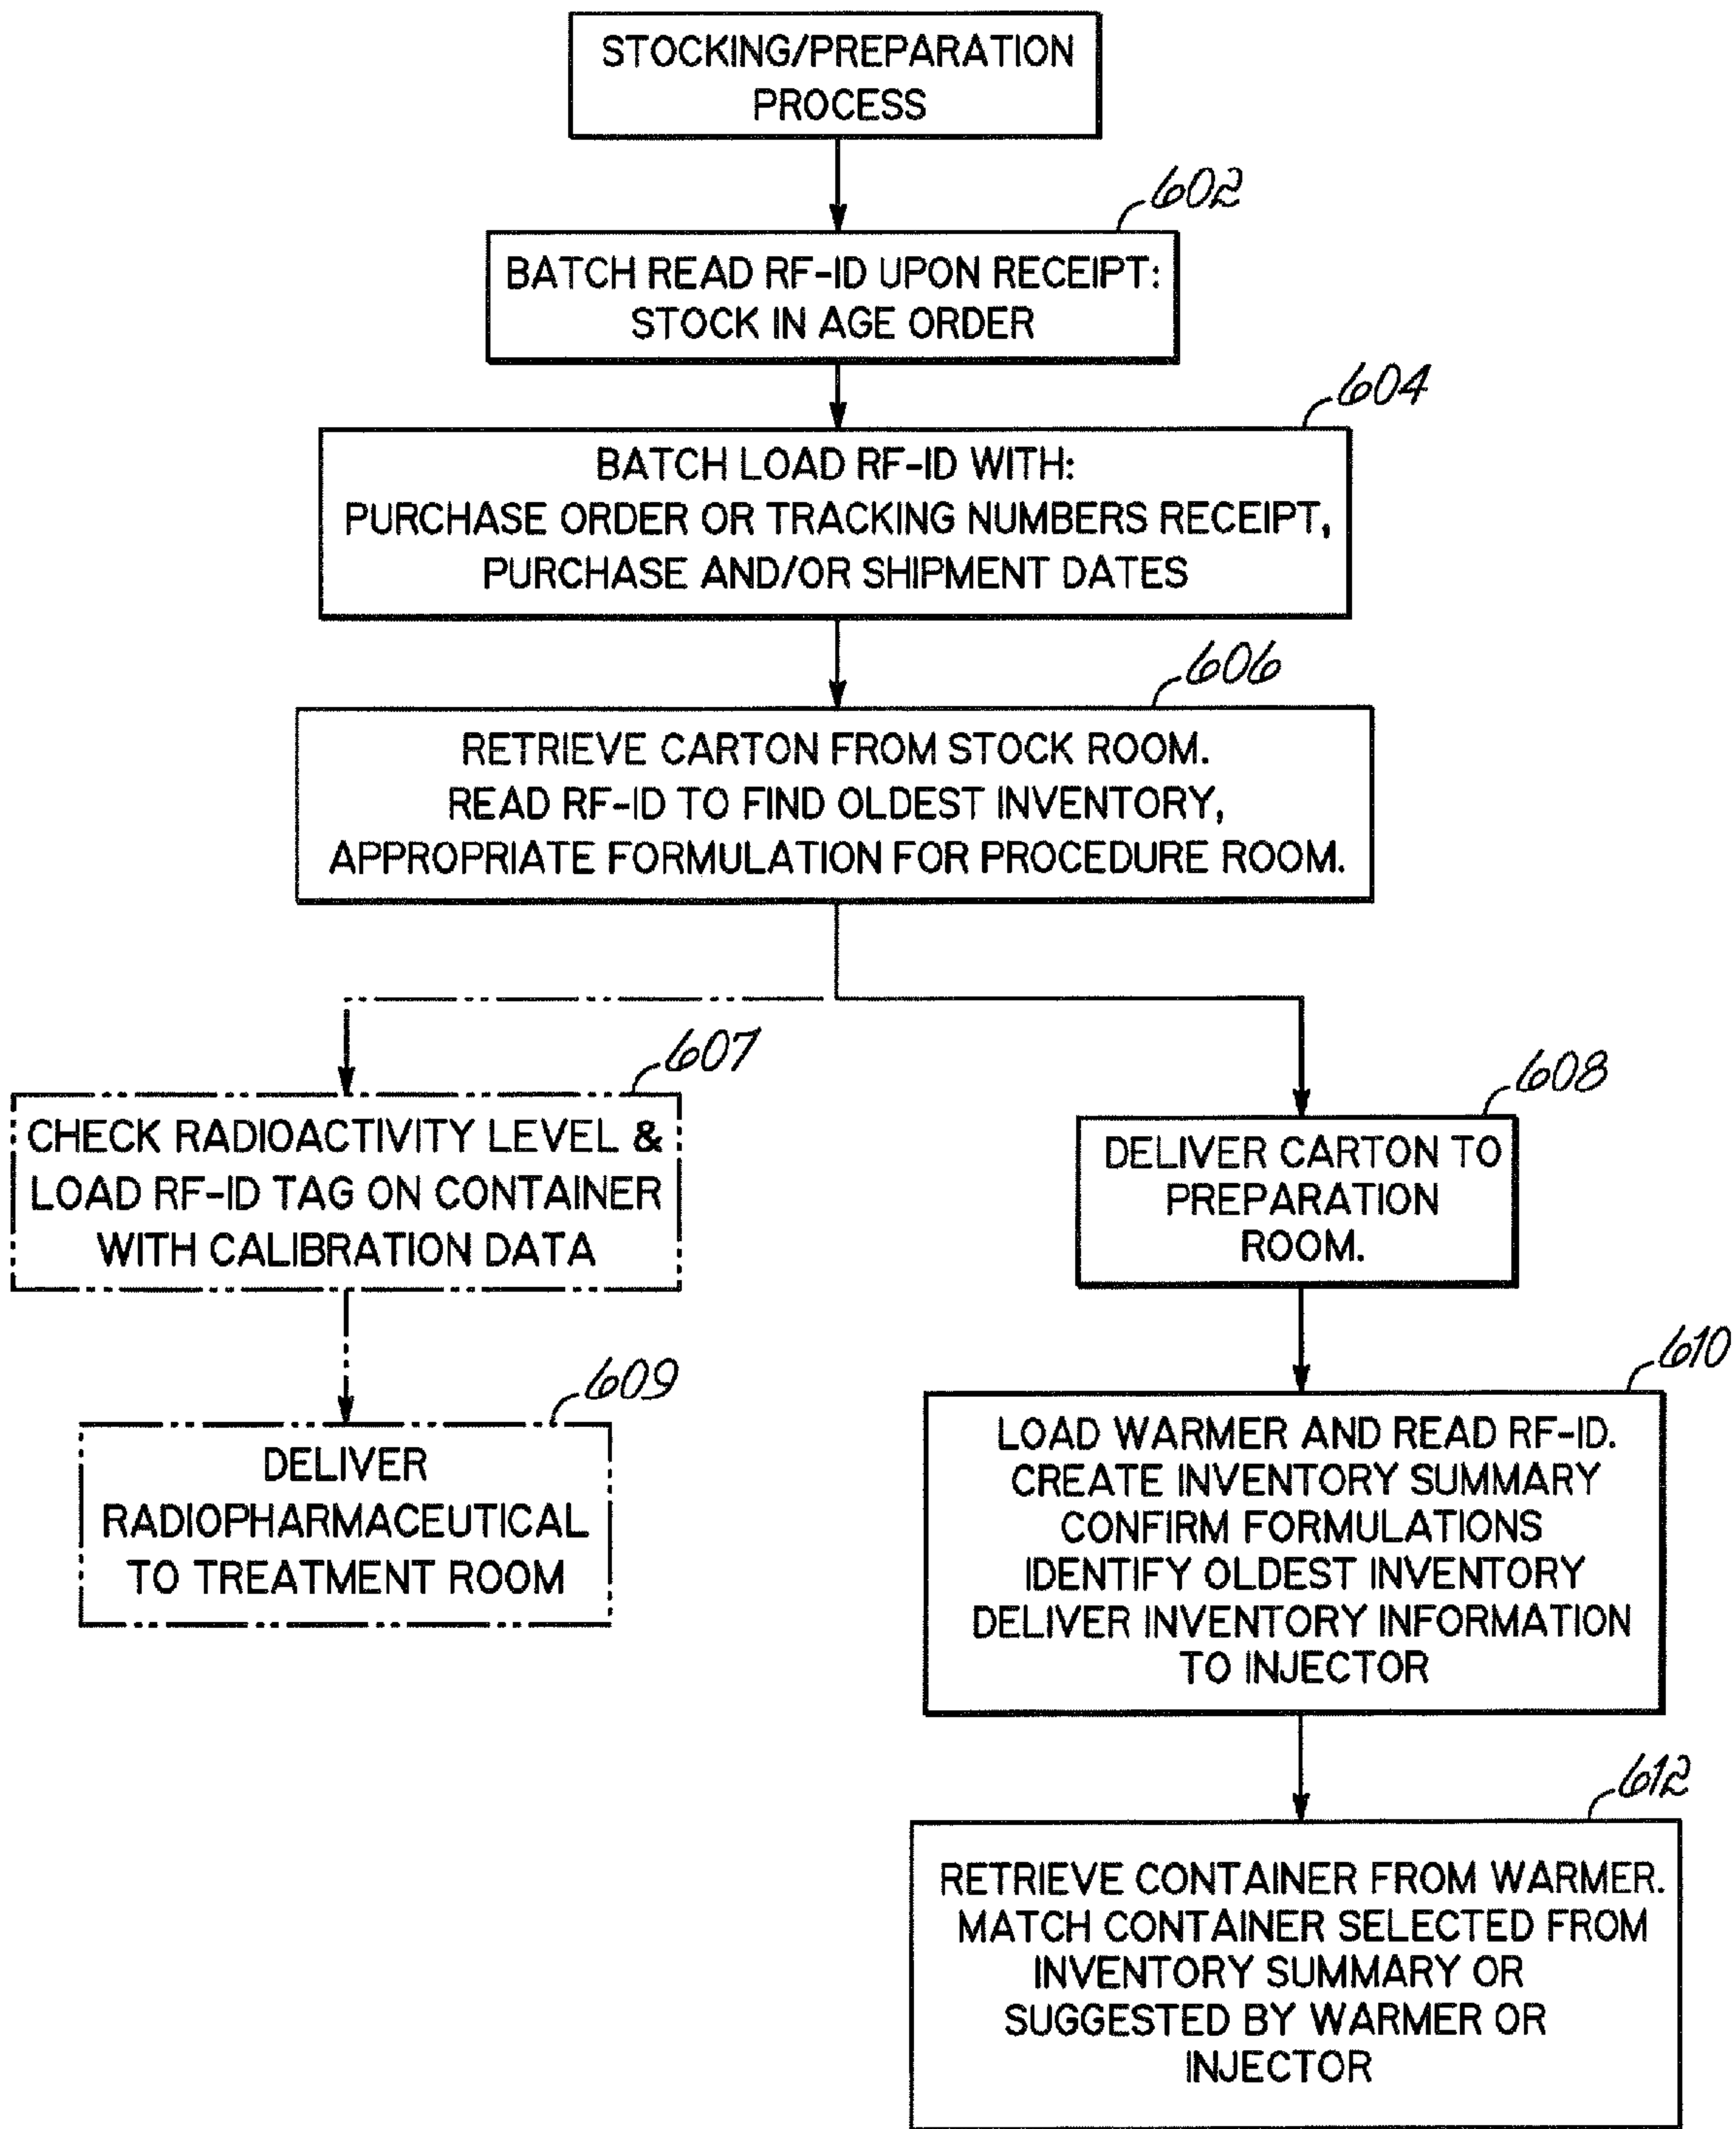 STOCKING/PREPARATION
PROCESS
602
BATCH READ RF-ID UPON RECEIPT:
STOCK IN AGE ORDER
604
BATCH LOAD RF-ID WITH:
PURCHASE ORDER OR TRACKING NUMBERS RECEIPT,
PURCHASE AND/OR SHIPMENT DATES
606
RETRIEVE CARTON FROM STOCK ROOM.
READ RF-ID TO FIND OLDEST INVENTORY,
APPROPRIATE FORMULATION FOR PROCEDURE ROOM.
607
CHECK RADIOACTIVITY LEVEL &
LOAD RF-ID TAG ON CONTAINER
WITH CALIBRATION DATA
609
DELIVER
RADIOPHARMACEUTICAL
TO TREATMENT ROOM
608
DELIVER CARTON TO
PREPARATION
ROOM.
610
LOAD WARMER AND READ RF-ID.
CREATE INVENTORY SUMMARY
CONFIRM FORMULATIONS
IDENTIFY OLDEST INVENTORY
DELIVER INVENTORY INFORMATION
TO INJECTOR
612
RETRIEVE CONTAINER FROM WARMER.
MATCH CONTAINER SELECTED FROM
INVENTORY SUMMARY OR
SUGGESTED BY WARMER OR
INJECTOR